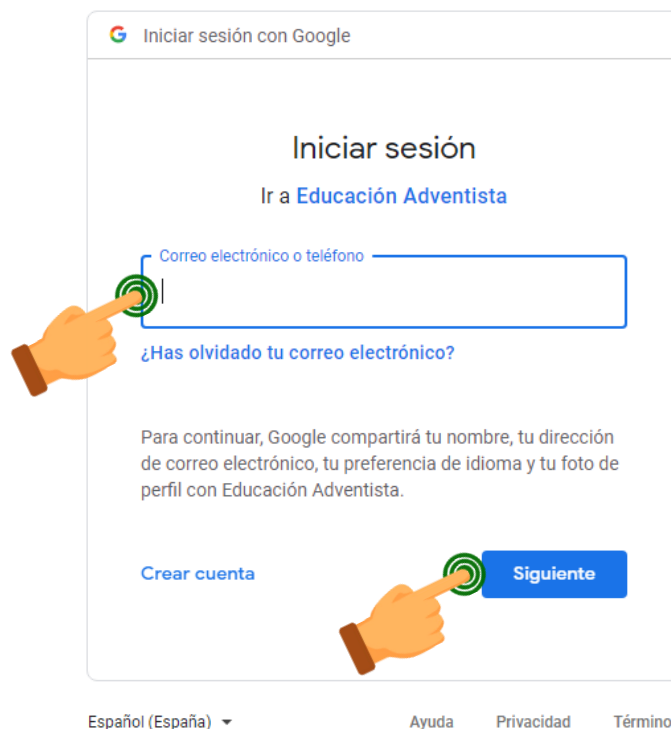 Iniciar sesión con Google
Iniciar sesión
Ir a Educación Adventista
Correo electrónico o teléfono
¿Has olvidado tu correo electrónico?
Para continuar, Google compartirá tu nombre, tu dirección
de correo electrónico, tu preferencia de idioma y tu foto de
perfil con Educación Adventista.
Crear cuenta Siguiente
Español (España) Ayuda Privacidad Término